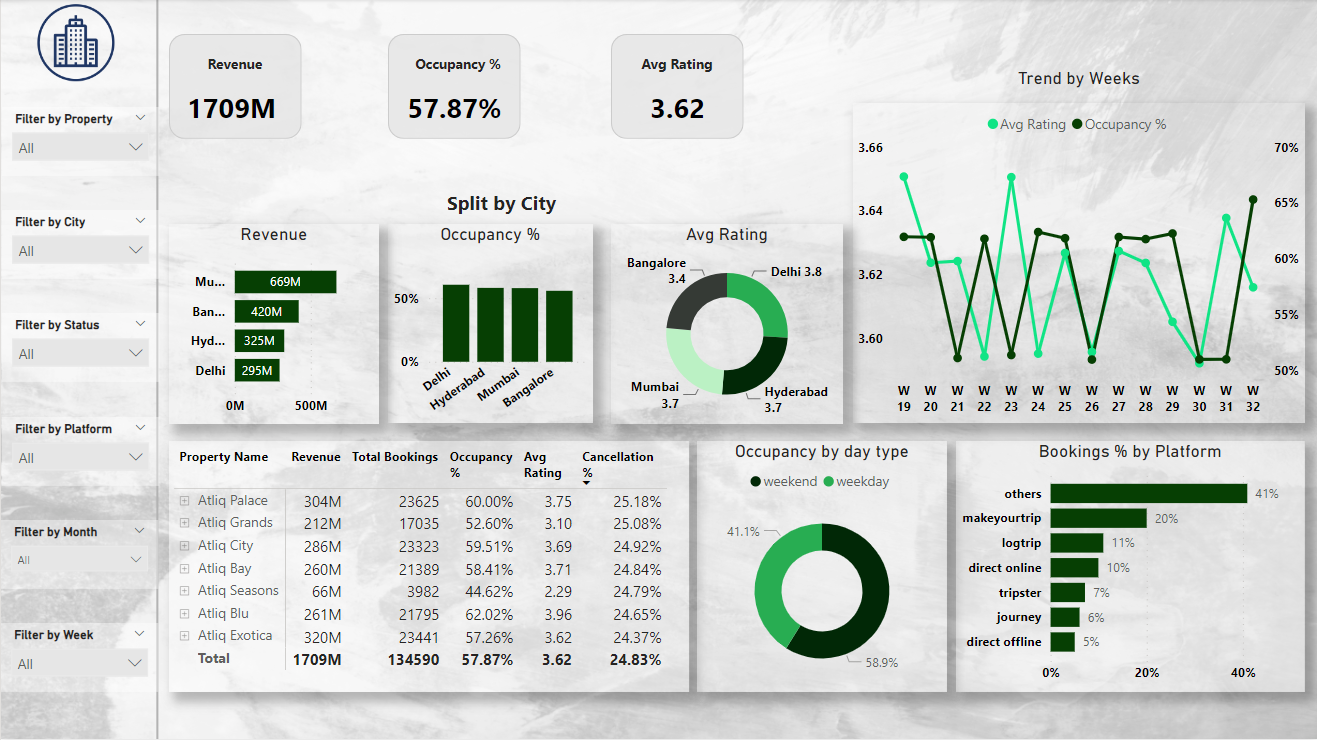 Filter by Property
All
Filter by City
All
Filter by Status
All
Filter by Platform
All
Filter by Month
All
Filter by Week
All
Revenue
1709M
Occupancy %
57.87%
Avg Rating
3.62
Split by City
Revenue
Mu...
669M
Ban...
420M
Hyd...
325M
Delhi
295M
0M 500M
Occupancy %
50%
0%
Delhi
Hyderabad
Mumbai
Bangalore
Avg Rating
Bangalore
3.4
Delhi 3.8
Mumbai
3.7
Hyderabad
3.7
Trend by Weeks
Avg Rating Occupancy %
3.66
3.64
3.62
3.60
70%
65%
60%
55%
50%
W W W W W W W W W W W W W W
19 20 21 22 23 24 25 26 27 28 29 30 31 32
Property Name Revenue Total Bookings Occupancy % Avg Rating Cancellation %
Atliq Palace 304M 23625 60.00% 3.75 25.18%
Atliq Grands 212M 17035 52.60% 3.10 25.08%
Atliq City 286M 23323 59.51% 3.69 24.92%
Atliq Bay 260M 21389 58.41% 3.71 24.84%
Atliq Seasons 66M 3982 44.62% 2.29 24.79%
Atliq Blu 261M 21795 62.02% 3.96 24.65%
Atliq Exotica 320M 23441 57.26% 3.62 24.37%
Total 1709M 134590 57.87% 3.62 24.83%
Occupancy by day type
weekend weekday
41.1%
58.9%
Bookings % by Platform
others 41%
makeyourtrip 20%
logtrip 11%
direct online 10%
tripster 7%
journey 6%
direct offline 5%
0% 20% 40%